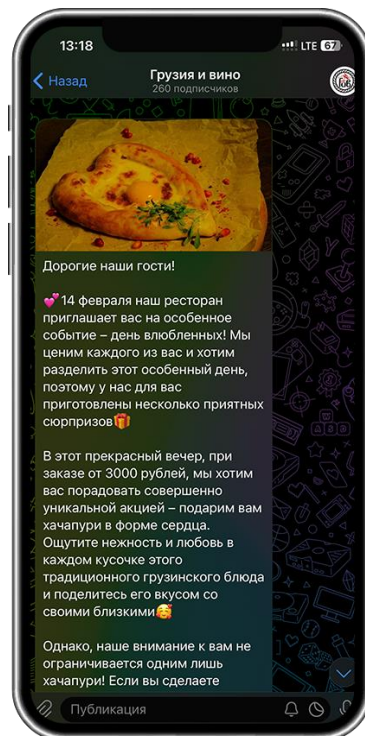 13:18
LTE 67
Назад
Грузия и вино
260 подписчиков
Дорогие наши гости!
💕14 февраля наш ресторан
приглашает вас на особенное
событие – день влюбленных! Мы
ценим каждого из вас и хотим
разделить этот особенный день,
поэтому у нас для вас
приготовлены несколько приятных
сюрпризов🎁
В этот прекрасный вечер, при
заказе от 3000 рублей, мы хотим
вас порадовать совершенно
уникальной акцией – подарим вам
хачапури в форме сердца.
Ощутите нежность и любовь в
каждом кусочке этого
традиционного грузинского блюда
и поделитесь его вкусом со
своими близкими🥰
Однако, наше внимание к вам не
ограничивается одним лишь
хачапури! Если вы сделаете
Публикация